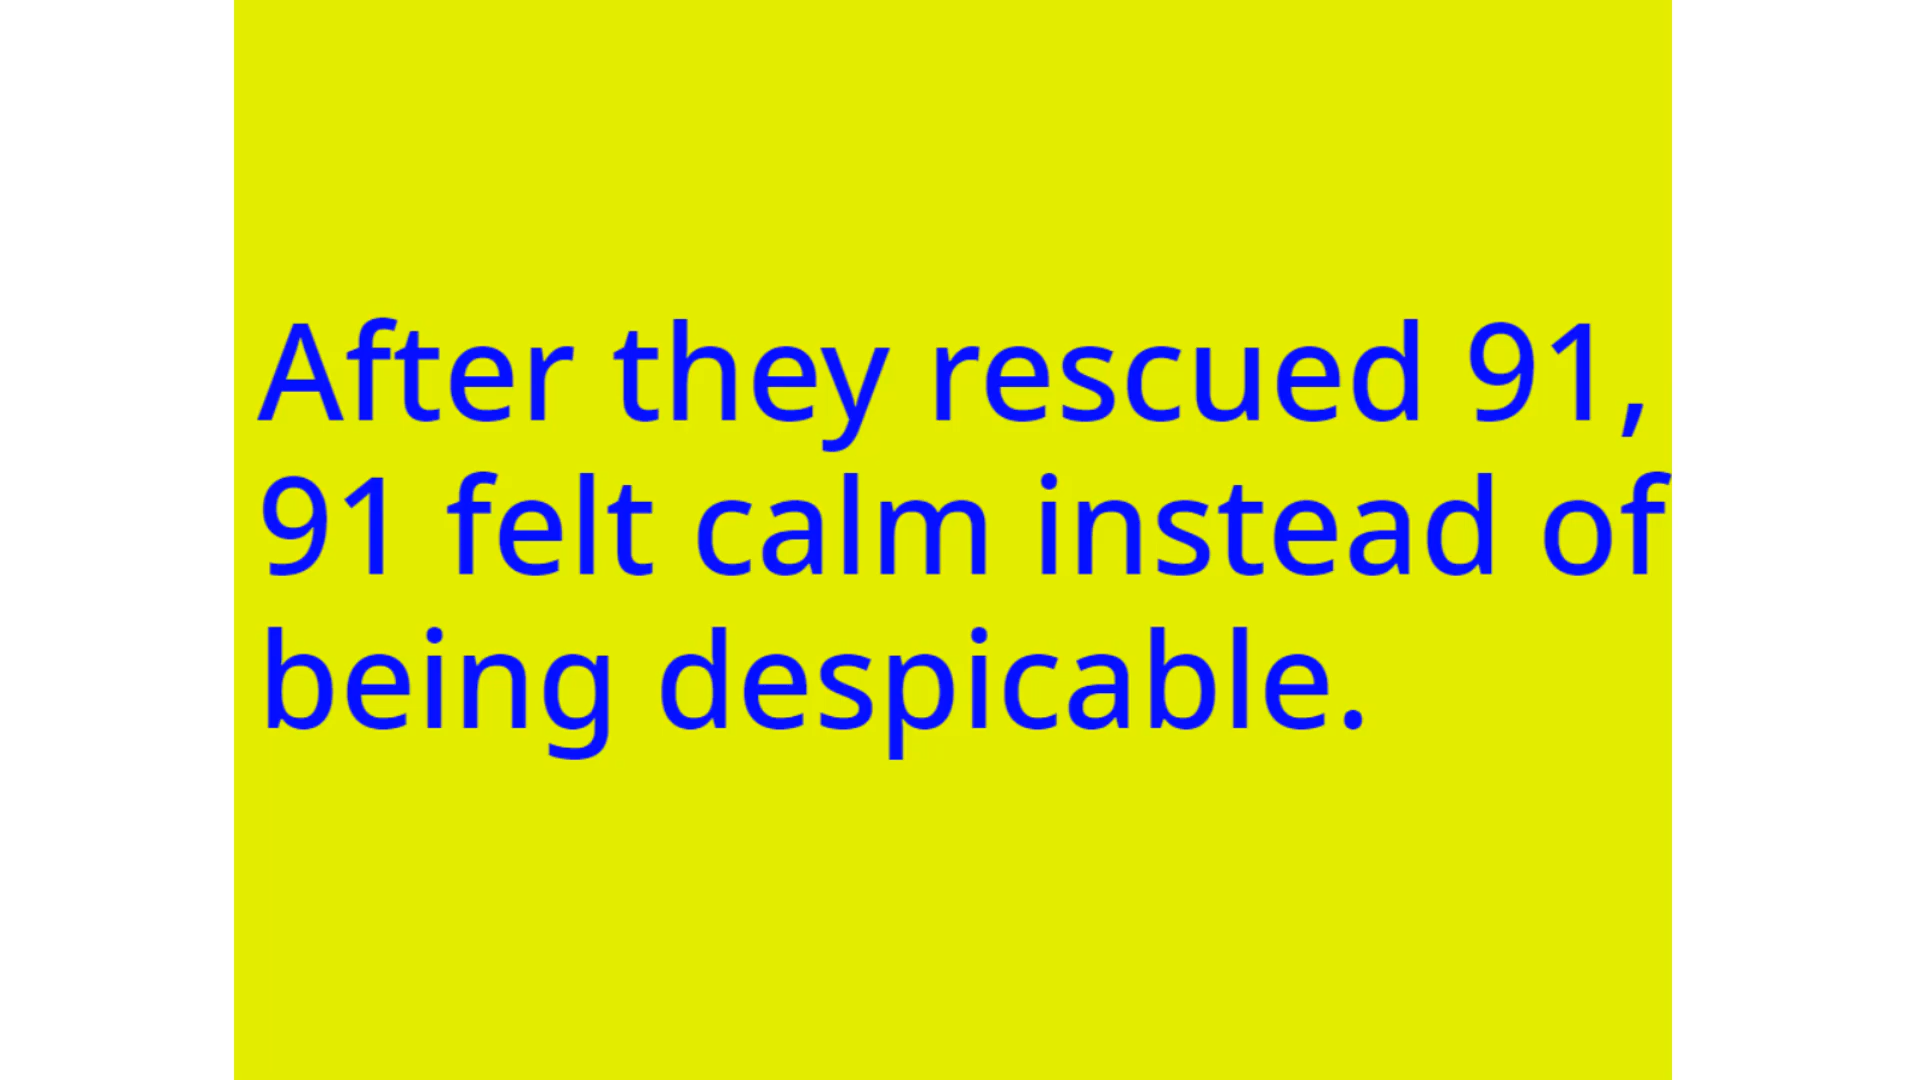 After they rescued 91,
91 felt calm instead of
being despicable.